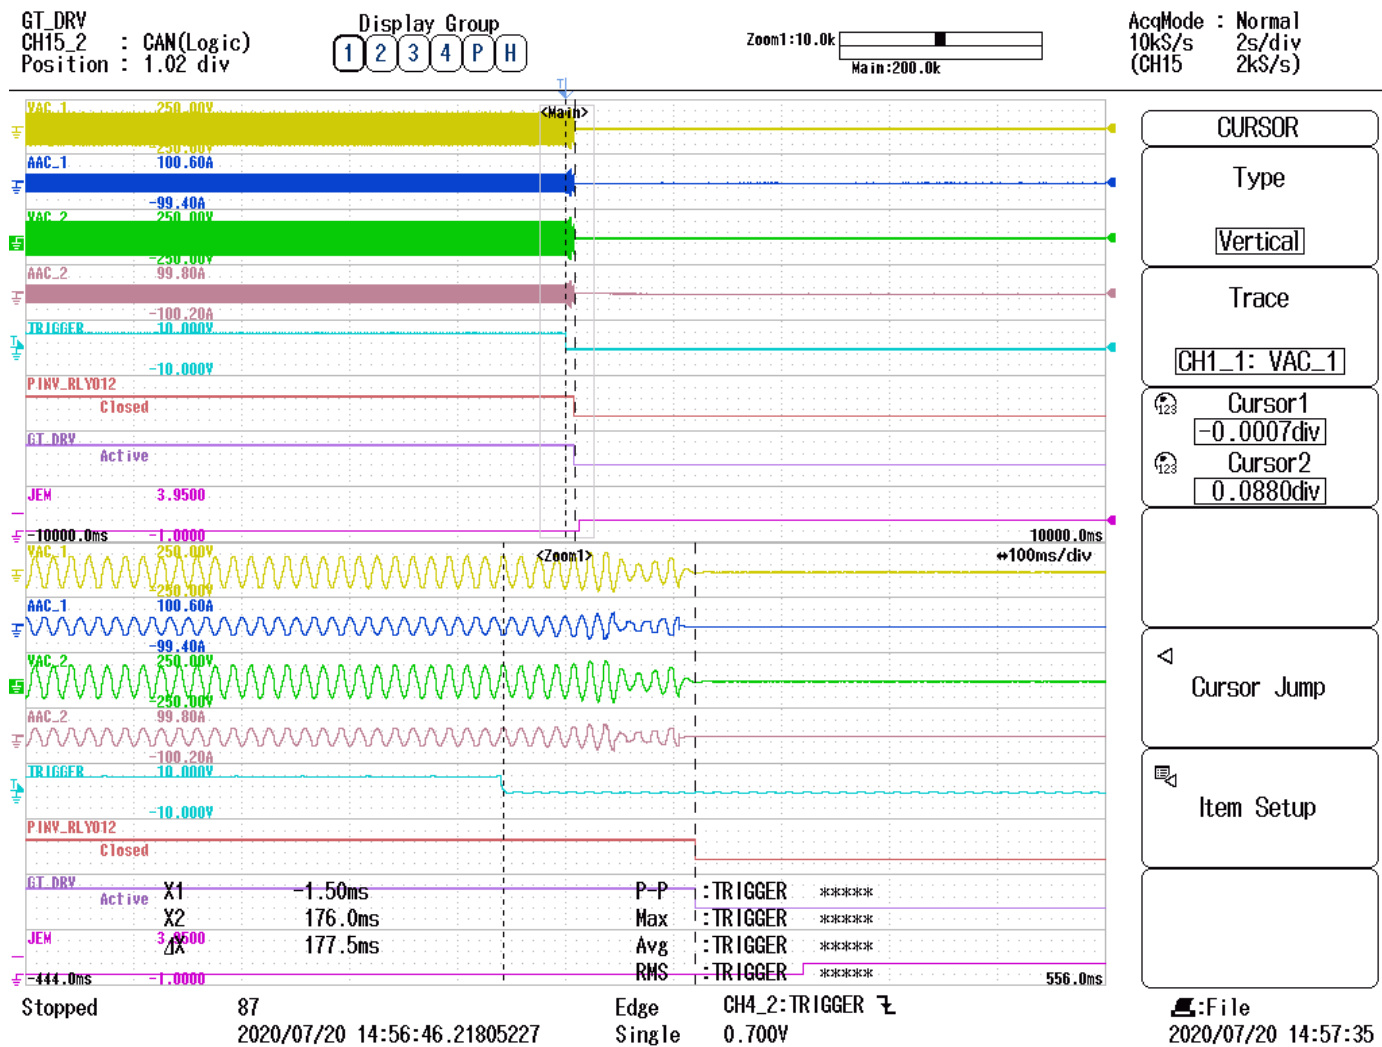 GT_DRV
CH15_2 : CAN(Logic)
Position : 1.02 div
Display Group
1 2 3 4 P H
Zoom1:10.0k
Main:200.0k
AcqMode : Normal
10kS/s 2s/div
(CH15 2kS/s)
T
<Main>
VAC_1 250.00V
-250.00V
AAC_1 100.60A
-99.40A
VAC_2 250.00V
-250.00V
AAC_2 99.80A
-100.20A
TRIGGER 10.000V
-10.000V
PINV_RLY012
Closed
GT_DRV
Active
JEM 3.9500
-10000.0ms -1.0000 10000.0ms
VAC_1 250.00V <Zoom1> ⇔100ms/div
-250.00V
AAC_1 100.60A
-99.40A
VAC_2 250.00V
-250.00V
AAC_2 99.80A
-100.20A
TRIGGER 10.000V
-10.000V
PINV_RLY012
Closed
GT_DRV
Active X1 -1.50ms P-P :TRIGGER *****
X2 176.0ms Max :TRIGGER *****
JEM 3.9500 ΔX 177.5ms Avg :TRIGGER *****
RMS :TRIGGER *****
-444.0ms -1.0000 556.0ms
CURSOR
Type
Vertical
Trace
CH1_1: VAC_1
123 Cursor1
-0.0007div
123 Cursor2
0.0880div
Cursor Jump
Item Setup
Stopped 87 Edge CH4_2:TRIGGER :File
2020/07/20 14:56:46.21805227 Single 0.700V 2020/07/20 14:57:35